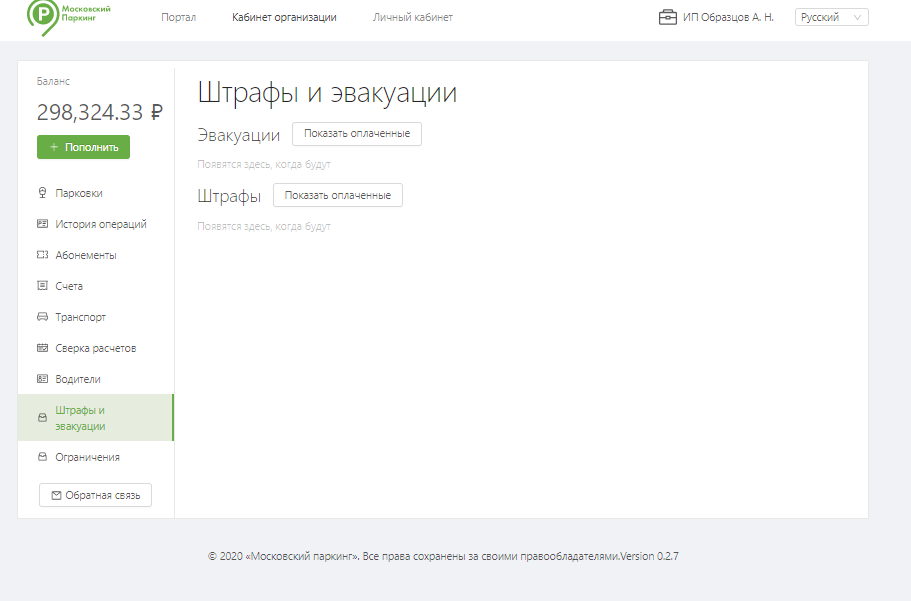 Московский
Паркинг
Портал
Кабинет организации
Личный кабинет
ИП Образцов А. Н.
Русский
Баланс
298,324.33 ₽
+ Пополнить
Парковки
История операций
Абонементы
Счета
Транспорт
Сверка расчетов
Водители
Штрафы и
эвакуации
Ограничения
Обратная связь
Штрафы и эвакуации
Эвакуации
Показать оплаченные
Появятся здесь, когда будут
Штрафы
Показать оплаченные
Появятся здесь, когда будут
© 2020 «Московский паркинг». Все права сохранены за своими правообладателями.Version 0.2.7